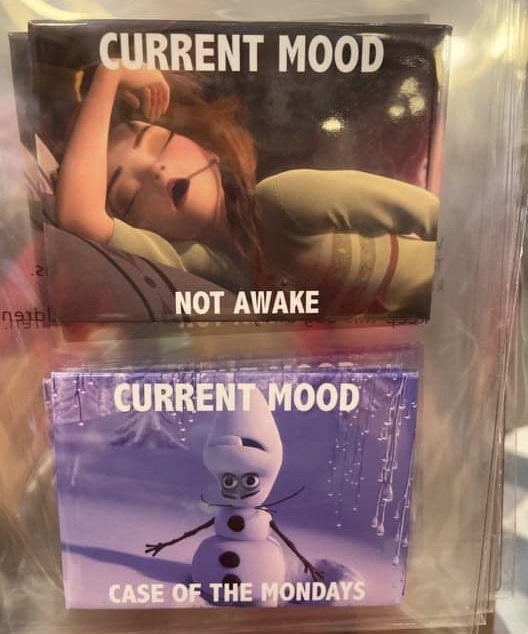 CURRENT MOOD
NOT AWAKE
CURRENT MOOD
CASE OF THE MONDAYS